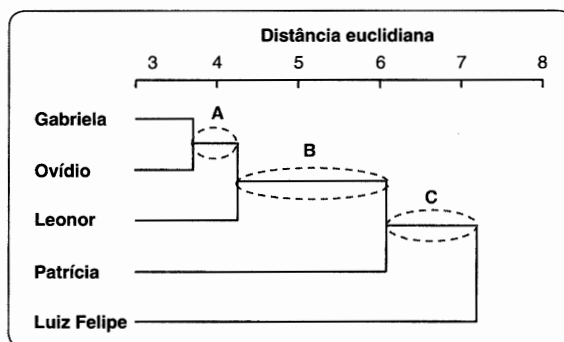 Distância euclidiana
3 4 5 6 7 8
A
Gabriela
B
Ovídio
C
Leonor
Patrícia
Luiz Felipe